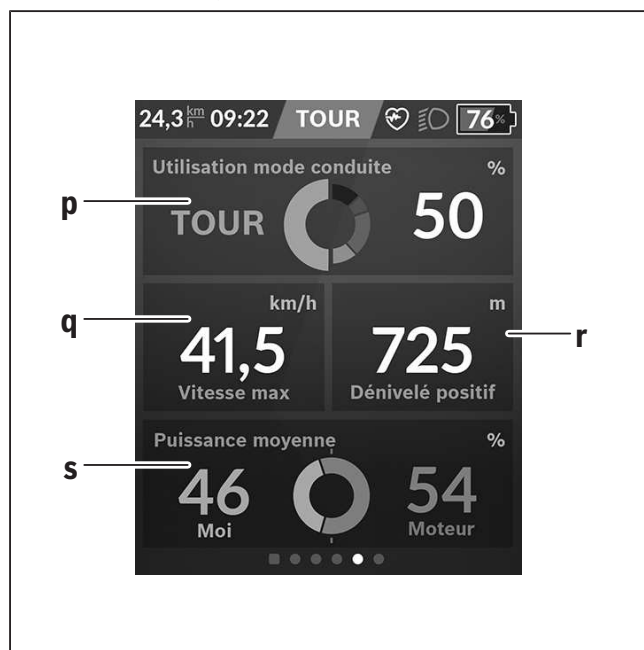 24,3 km/h 09:22 TOUR 76%
Utilisation mode conduite %
p
TOUR 50
km/h m
q
41,5 725
r
Vitesse max Dénivelé positif
Puissance moyenne %
s
46 54
Moi Moteur